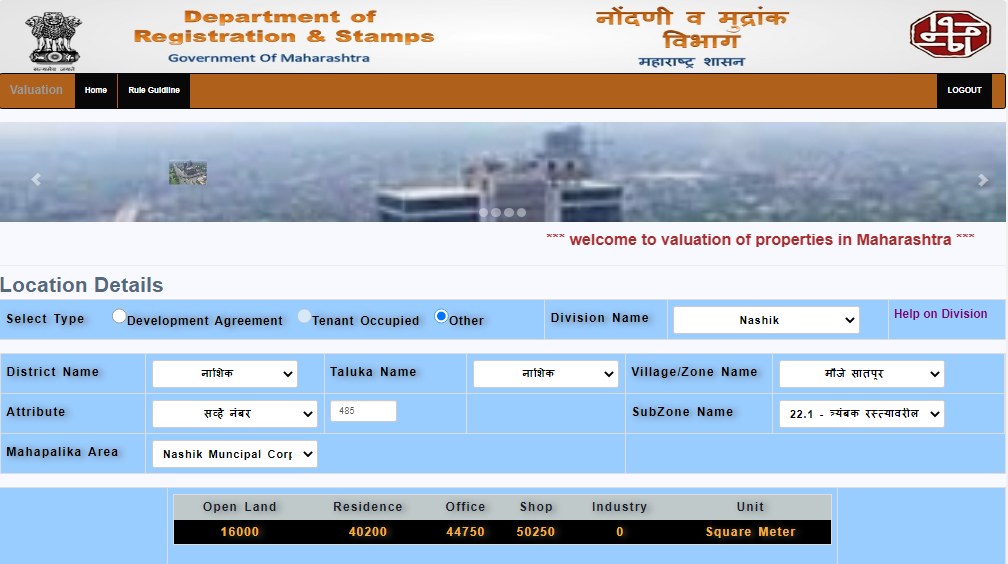 Department of
Registration & Stamps
Government Of Maharashtra
नोंदणी व मुद्रांक
विभाग
महाराष्ट्र शासन
सत्यमेव जयते
Valuation Home Rule Guidline LOGOUT
*** welcome to valuation of properties in Maharashtra ***
Location Details
Select Type Development Agreement Tenant Occupied Other Division Name Nashik Help on Division
District Name नाशिक Taluka Name नाशिक Village/Zone Name मौजे सातपूर
Attribute सर्व्हे नंबर 485 SubZone Name 22.1 - त्र्यंबक रस्त्यावरील
Mahapalika Area Nashik Muncipal Corp
Open Land Residence Office Shop Industry Unit
16000 40200 44750 50250 0 Square Meter